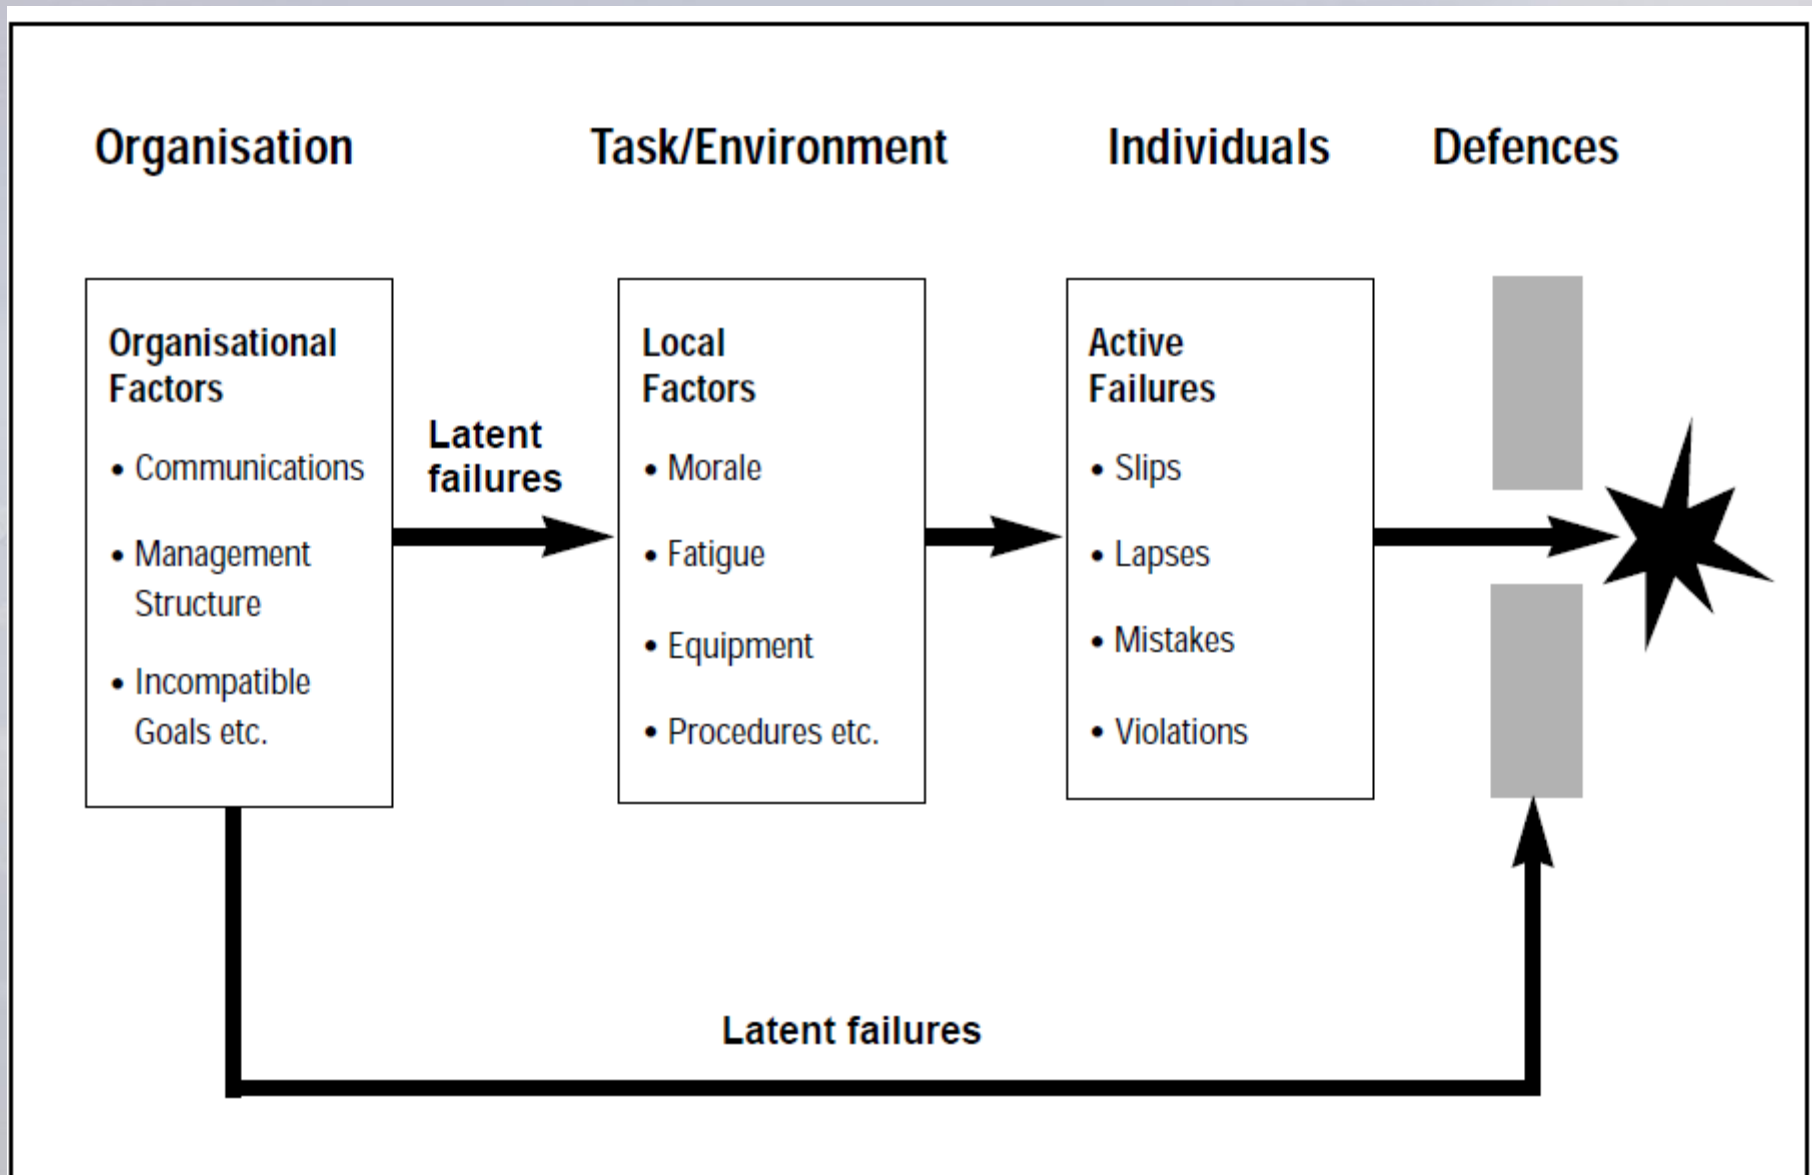 Organisation
Task/Environment
Individuals
Defences
Organisational
Factors
• Communications
• Management
Structure
• Incompatible
Goals etc.
Latent
failures
Local
Factors
• Morale
• Fatigue
• Equipment
• Procedures etc.
Active
Failures
• Slips
• Lapses
• Mistakes
• Violations
Latent failures